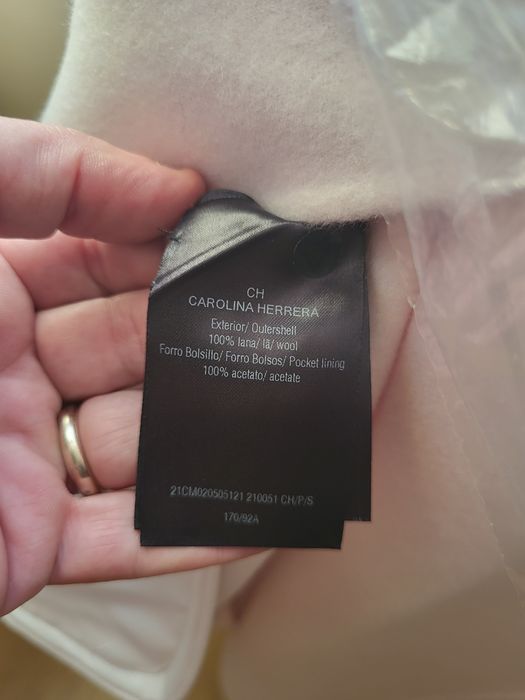 CH
CAROLINA HERRERA
Exterior/ Outershell
100% lana/ lã/ wool
Forro Bolsillo/ Forro Bolsos/ Pocket lining
100% acetato/ acetate
21CM020505121 210051 CH/P/S
170/92A